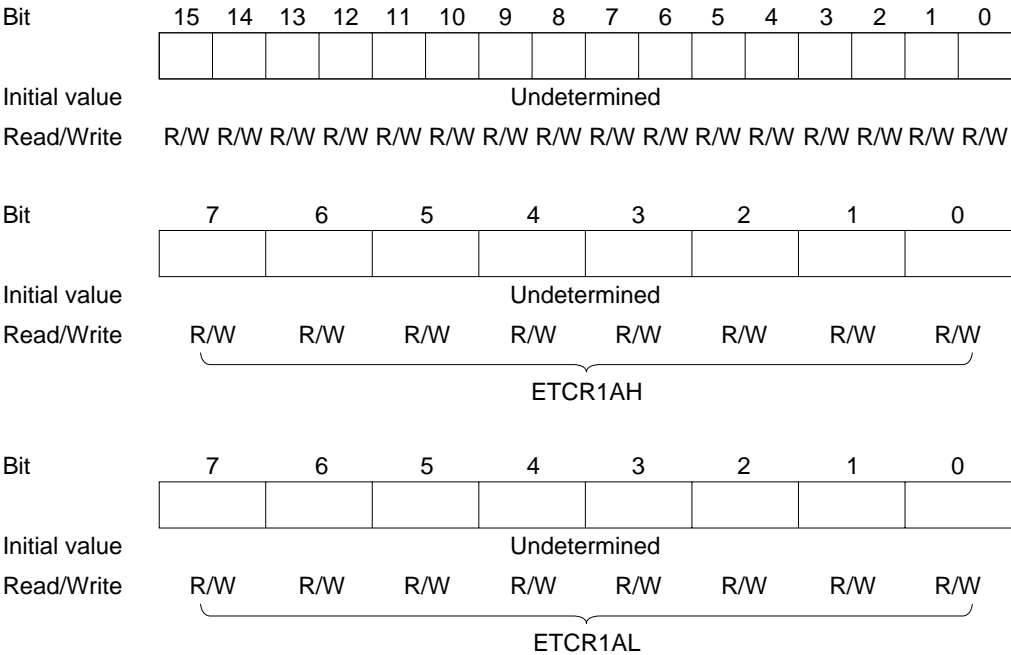 Bit 15 14 13 12 11 10 9 8 7 6 5 4 3 2 1 0
Initial value Undetermined
Read/Write R/W R/W R/W R/W R/W R/W R/W R/W R/W R/W R/W R/W R/W R/W R/W R/W
Bit 7 6 5 4 3 2 1 0
Initial value Undetermined
Read/Write R/W R/W R/W R/W R/W R/W R/W R/W
ETCR1AH
Bit 7 6 5 4 3 2 1 0
Initial value Undetermined
Read/Write R/W R/W R/W R/W R/W R/W R/W R/W
ETCR1AL